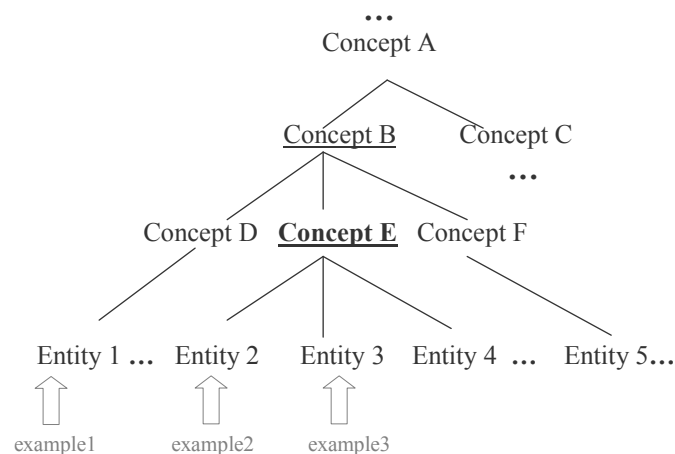 ...
Concept A
Concept B Concept C
...
Concept D Concept E Concept F
Entity 1 ... Entity 2 Entity 3 Entity 4 ... Entity 5...
example1 example2 example3